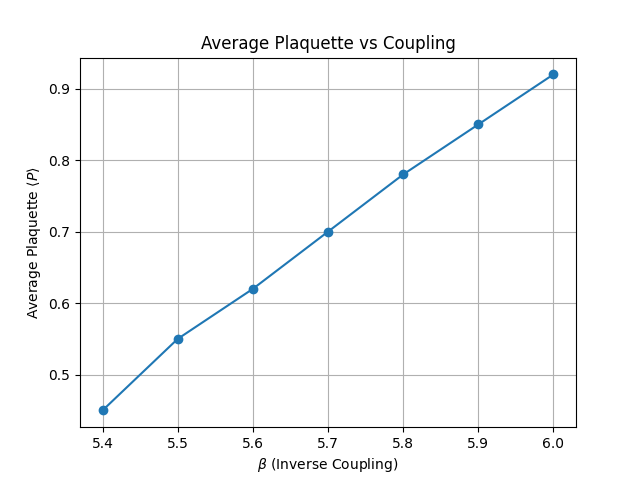 Average Plaquette vs Coupling
Average Plaquette ⟨P⟩
0.9
0.8
0.7
0.6
0.5
5.4 5.5 5.6 5.7 5.8 5.9 6.0
β (Inverse Coupling)